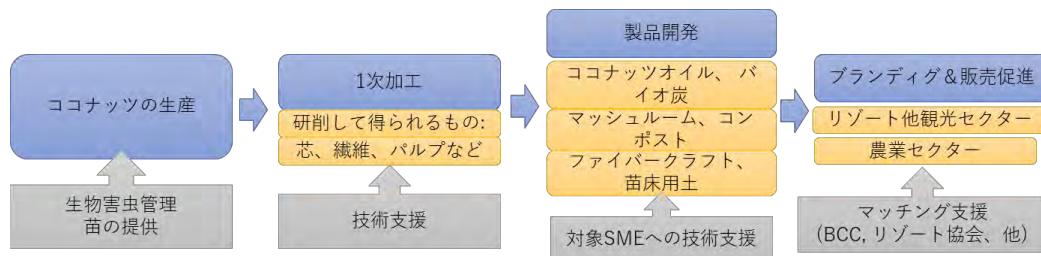 ココナッツの生産
生物害虫管理
苗の提供
1次加工
研削して得られるもの:
芯、繊維、パルプなど
技術支援
製品開発
ココナッツオイル、 バ
イオ炭
マッシュルーム、コン
ポスト
ファイバークラフト、
苗床用土
対象SMEへの技術支援
ブランディグ＆販売促進
リゾート他観光セクター
農業セクター
マッチング支援
(BCC, リゾート協会、他)